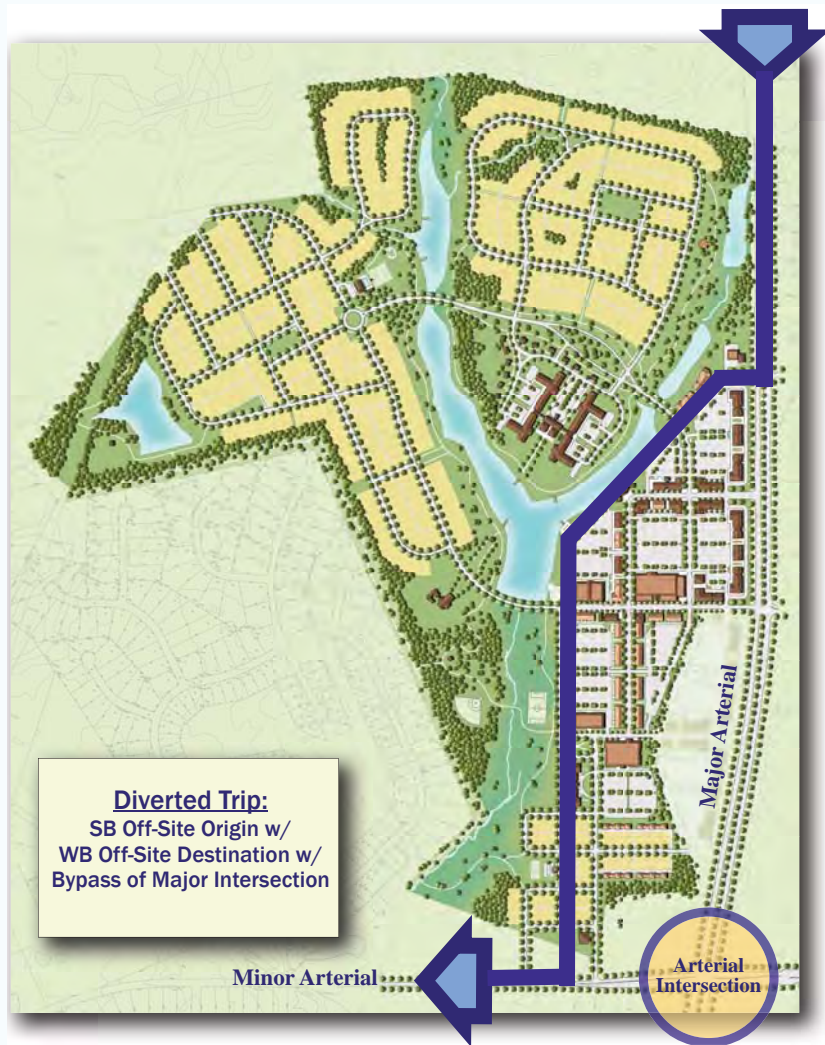 Major Arterial
Diverted Trip:
SB Off-Site Origin w/
WB Off-Site Destination w/
Bypass of Major Intersection
Minor Arterial
Arterial
Intersection